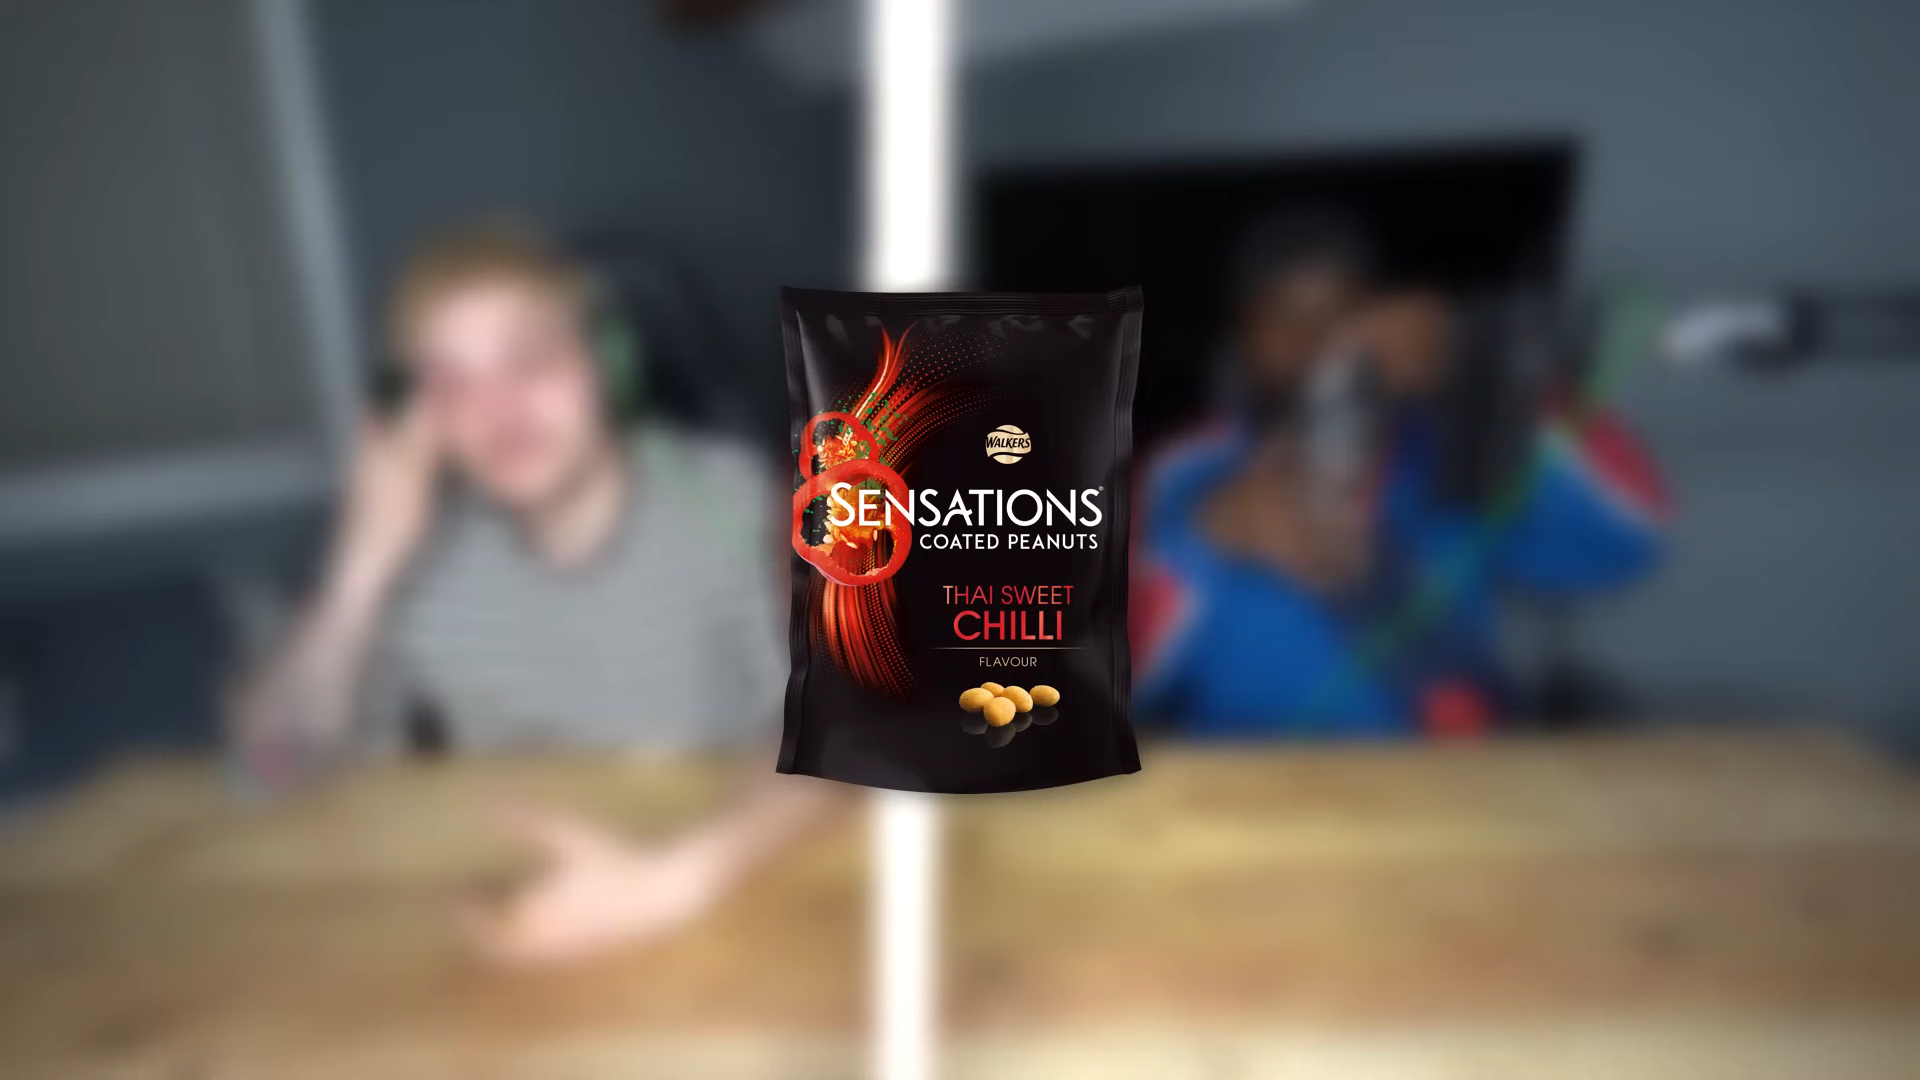 WALKERS
SENSATIONS®
COATED PEANUTS
THAI SWEET
CHILLI
FLAVOUR